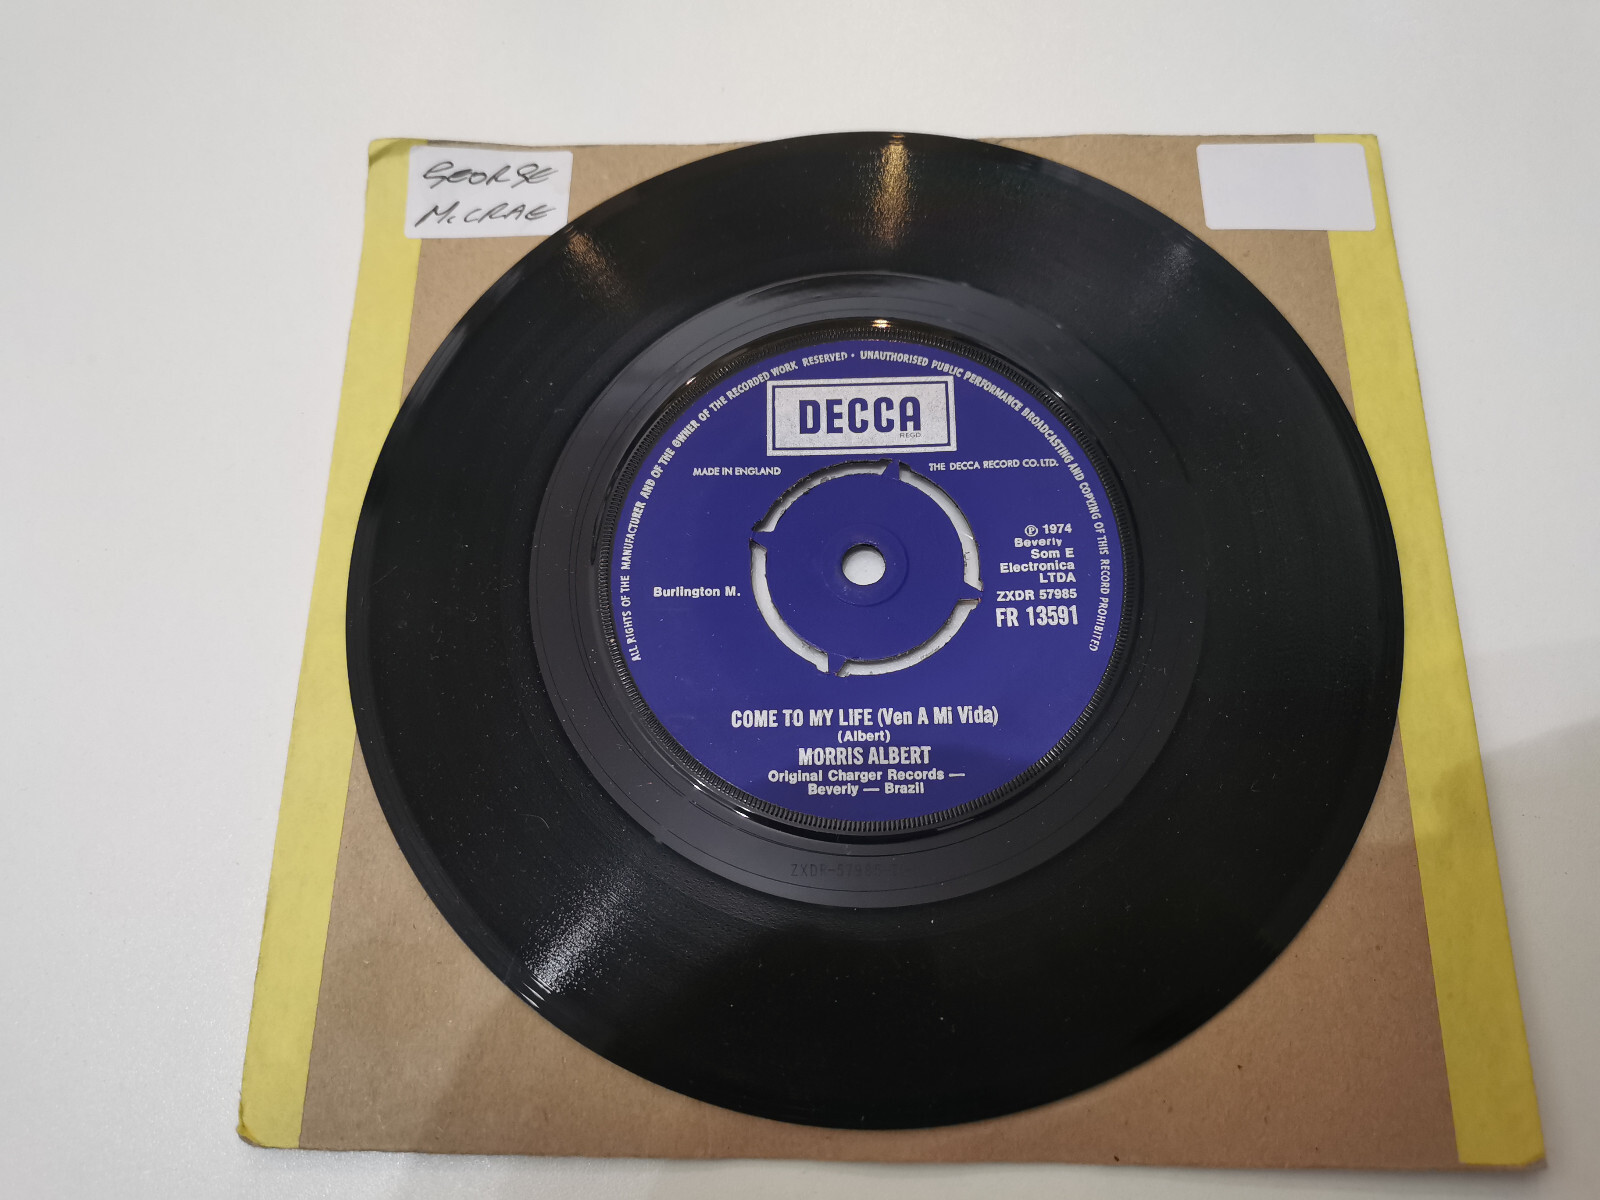 GEORGE
McCRAE
ALL RIGHTS OF THE MANUFACTURER AND OF THE OWNER OF THE RECORDED WORK RESERVED • UNAUTHORISED PUBLIC PERFORMANCE BROADCASTING AND COPYING OF THIS RECORD PROHIBITED
DECCA
REGD
MADE IN ENGLAND
THE DECCA RECORD CO. LTD.
℗ 1974
Beverly
Som E
Electronica
LTDA
Burlington M.
ZXDR 57985
FR 13591
COME TO MY LIFE (Ven A Mi Vida)
(Albert)
MORRIS ALBERT
Original Charger Records —
Beverly — Brazil